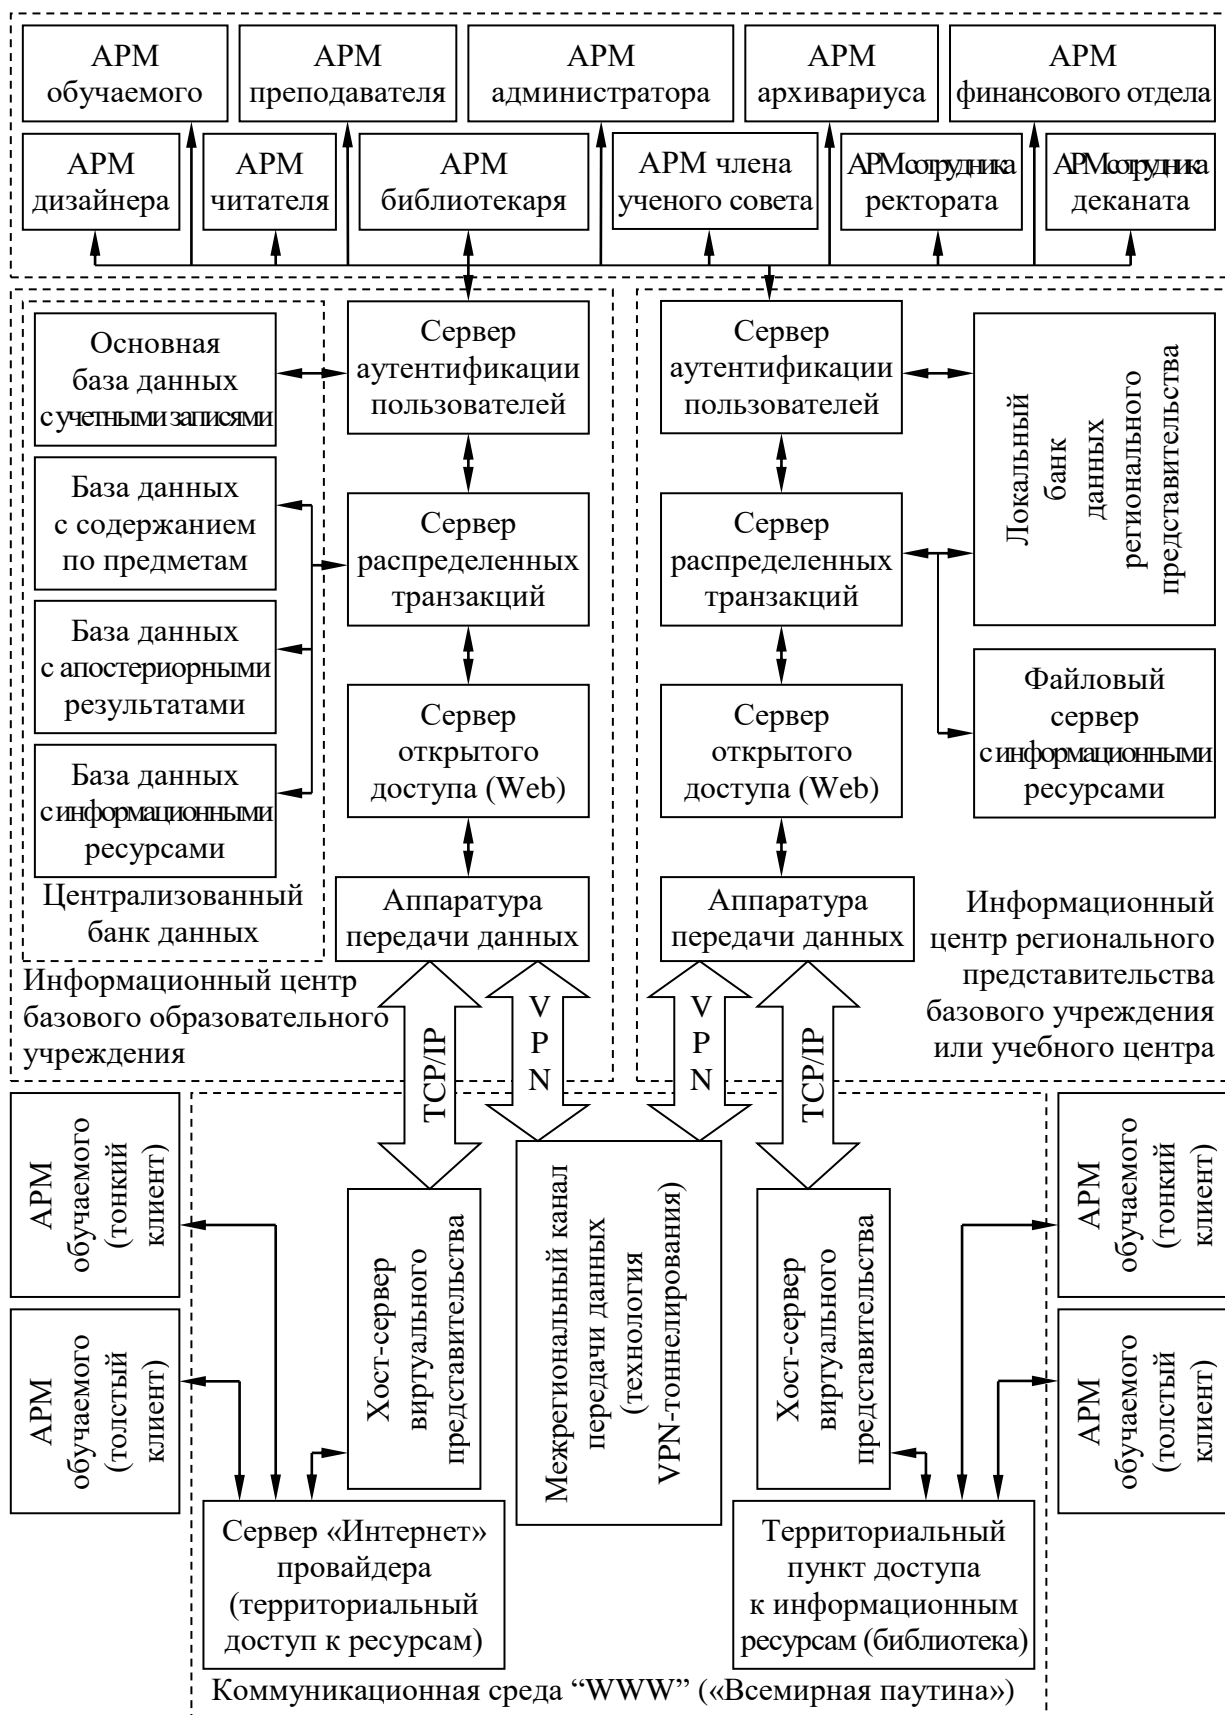 АРМ
обучаемого
АРМ
преподавателя
АРМ
администратора
АРМ
архивариуса
АРМ
финансового отдела
АРМ
дизайнера
АРМ
читателя
АРМ
библиотекаря
АРМ члена
ученого совета
АРМ сотрудника
ректората
АРМ сотрудника
деканата
Основная
база данных
с учетными записями
База данных
с содержанием
по предметам
База данных
с апостериорными
результатами
База данных
с информационными
ресурсами
Централизованный
банк данных
Информационный центр
базового образовательного
учреждения
Сервер
аутентификации
пользователей
Сервер
распределенных
транзакций
Сервер
открытого
доступа (Web)
Аппаратура
передачи данных
Сервер
аутентификации
пользователей
Сервер
распределенных
транзакций
Сервер
открытого
доступа (Web)
Аппаратура
передачи данных
Локальный
банк
данных
регионального
представительства
Файловый
сервер
с информационными
ресурсами
Информационный
центр регионального
представительства
базового учреждения
или учебного центра
TCP/IP
V
P
N
V
P
N
TCP/IP
АРМ
обучаемого
(тонкий
клиент)
АРМ
обучаемого
(толстый
клиент)
Хост-сервер
виртуального
представительства
Межрегиональный канал
передачи данных
(технология
VPN-тоннелирования)
Хост-сервер
виртуального
представительства
АРМ
обучаемого
(тонкий
клиент)
АРМ
обучаемого
(толстый
клиент)
Сервер «Интернет»
провайдера
(территориальный
доступ к ресурсам)
Территориальный
пункт доступа
к информационным
ресурсам (библиотека)
Коммуникационная среда “WWW” («Всемирная паутина»)